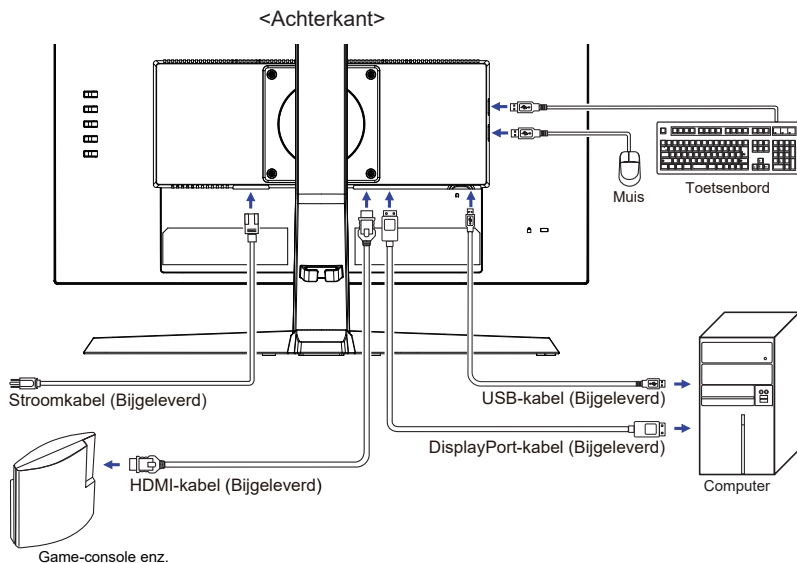 <Achterkant>
Muis
Toetsenbord
Stroomkabel (Bijgeleverd)
USB-kabel (Bijgeleverd)
DisplayPort-kabel (Bijgeleverd)
HDMI-kabel (Bijgeleverd)
Computer
Game-console enz.